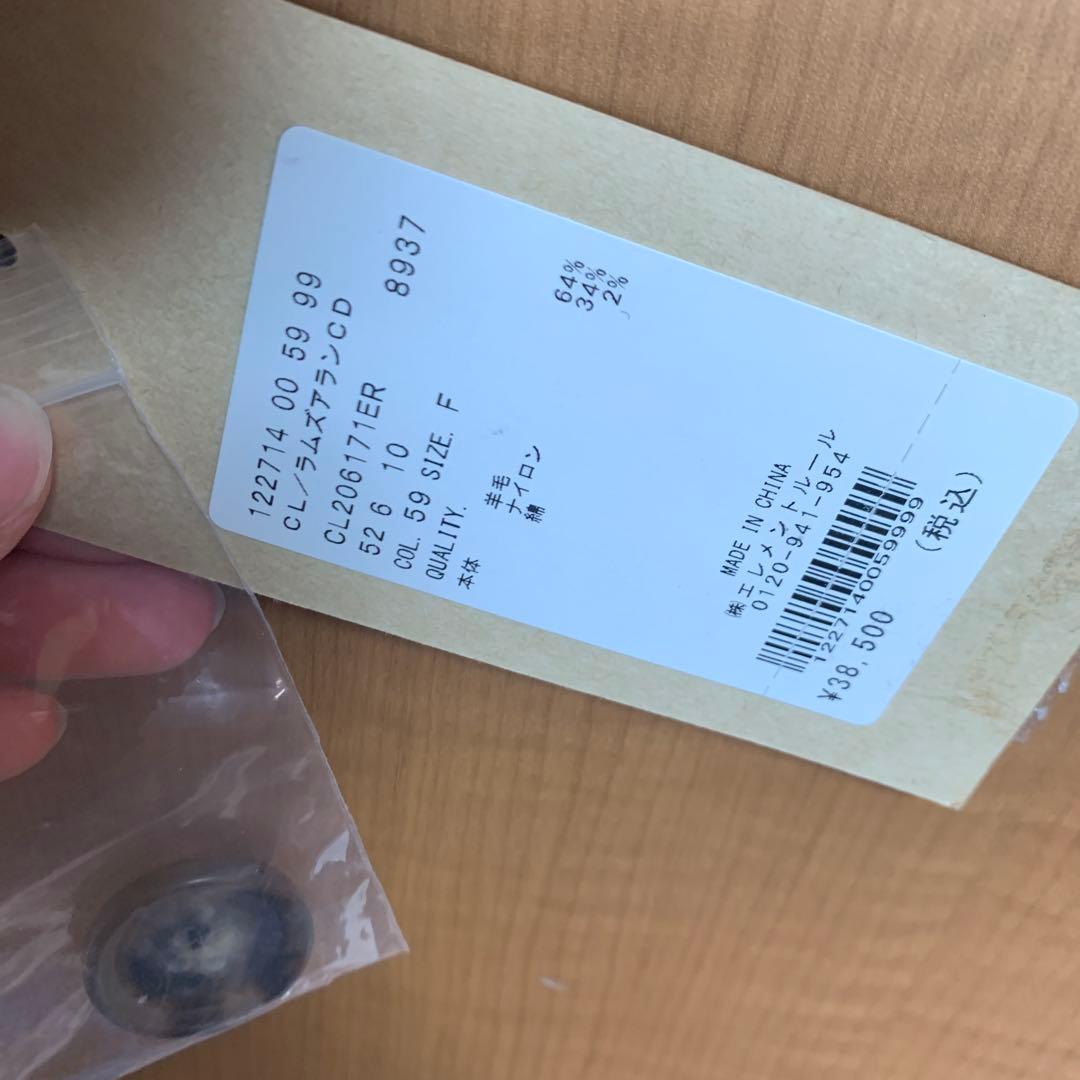 122714 00 59 99
CL/ラムズアランCD
8937
CL206171ER
52 6 10
COL. 59 SIZE. F
QUALITY.
本体
羊毛 64%
ナイロン 34%
綿 2%
MADE IN CHINA
㈱エレメントルール
0120-941-954
1227140059999
¥38,500
(税込)